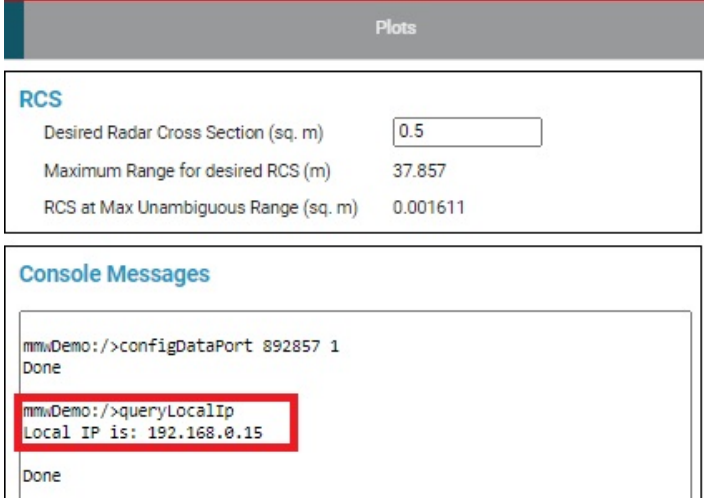 Plots
RCS
Desired Radar Cross Section (sq. m) 0.5
Maximum Range for desired RCS (m) 37.857
RCS at Max Unambiguous Range (sq. m) 0.001611
Console Messages
mmwDemo:/>configDataPort 892857 1
Done
mmwDemo:/>queryLocalIp
Local IP is: 192.168.0.15
Done